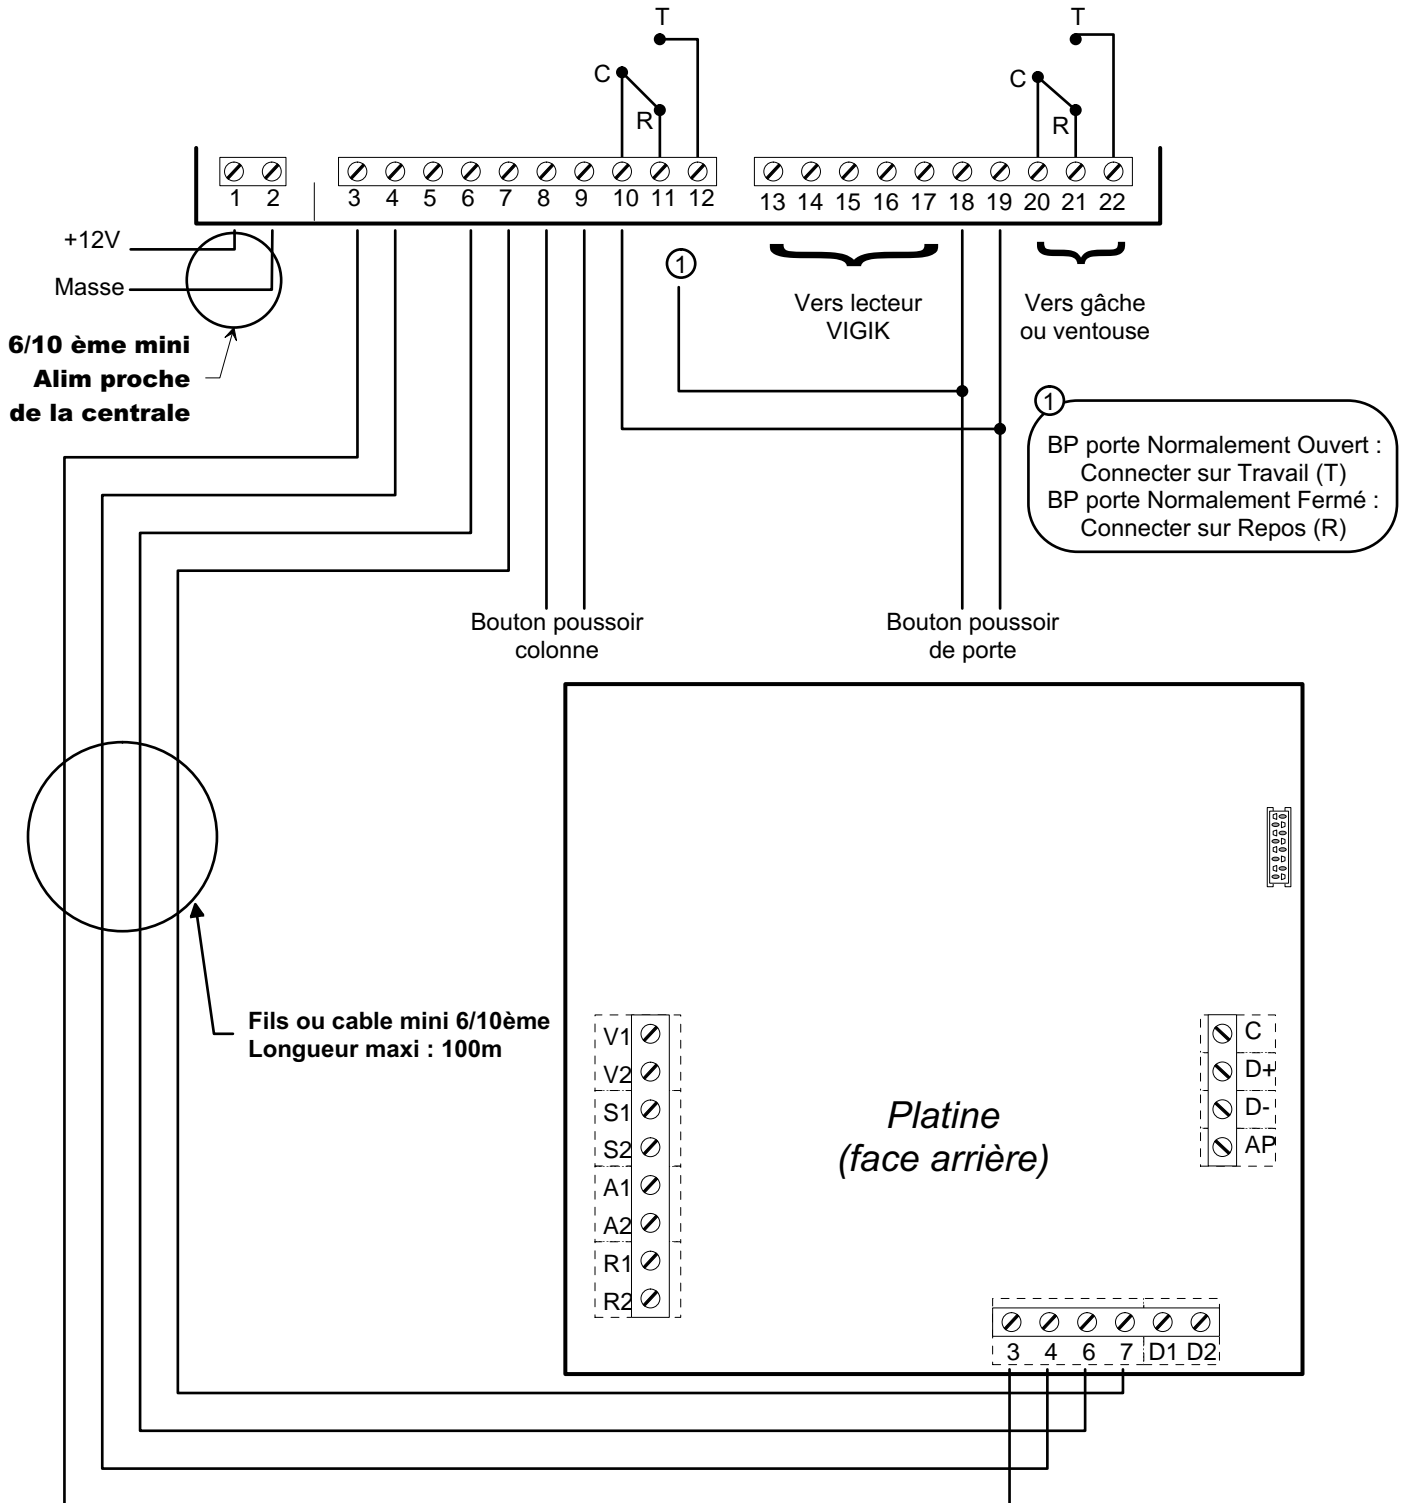 T
T
C
C
R
R
1 2 3 4 5 6 7 8 9 10 11 12 13 14 15 16 17 18 19 20 21 22
+12V
Masse
6/10 ème mini
Alim proche
de la centrale
1
Vers lecteur
VIGIK
Vers gâche
ou ventouse
1
BP porte Normalement Ouvert :
Connecter sur Travail (T)
BP porte Normalement Fermé :
Connecter sur Repos (R)
Bouton poussoir
colonne
Bouton poussoir
de porte
Fils ou cable mini 6/10ème
Longueur maxi : 100m
V1
V2
S1
S2
A1
A2
R1
R2
Platine
(face arrière)
C
D+
D-
AP
3 4 6 7 D1 D2